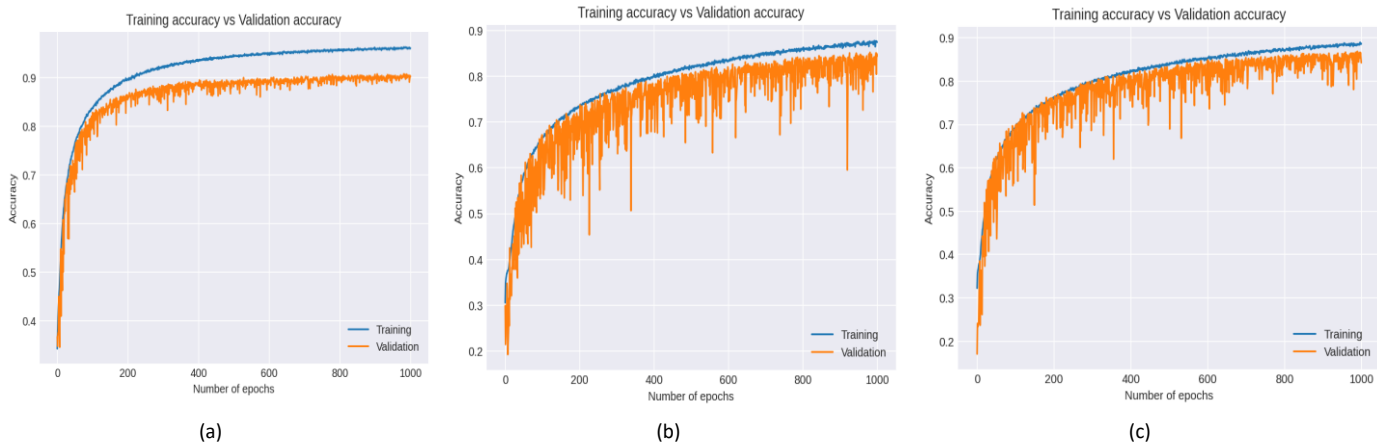 Training accuracy vs Validation accuracy
Accuracy
0.9
0.8
0.7
0.6
0.5
0.4
Training
Validation
0 200 400 600 800 1000
Number of epochs
(a)
Training accuracy vs Validation accuracy
Accuracy
0.9
0.8
0.7
0.6
0.5
0.4
0.3
0.2
Training
Validation
0 200 400 600 800 1000
Number of epochs
(b)
Training accuracy vs Validation accuracy
Accuracy
0.9
0.8
0.7
0.6
0.5
0.4
0.3
0.2
Training
Validation
0 200 400 600 800 1000
Number of epochs
(c)